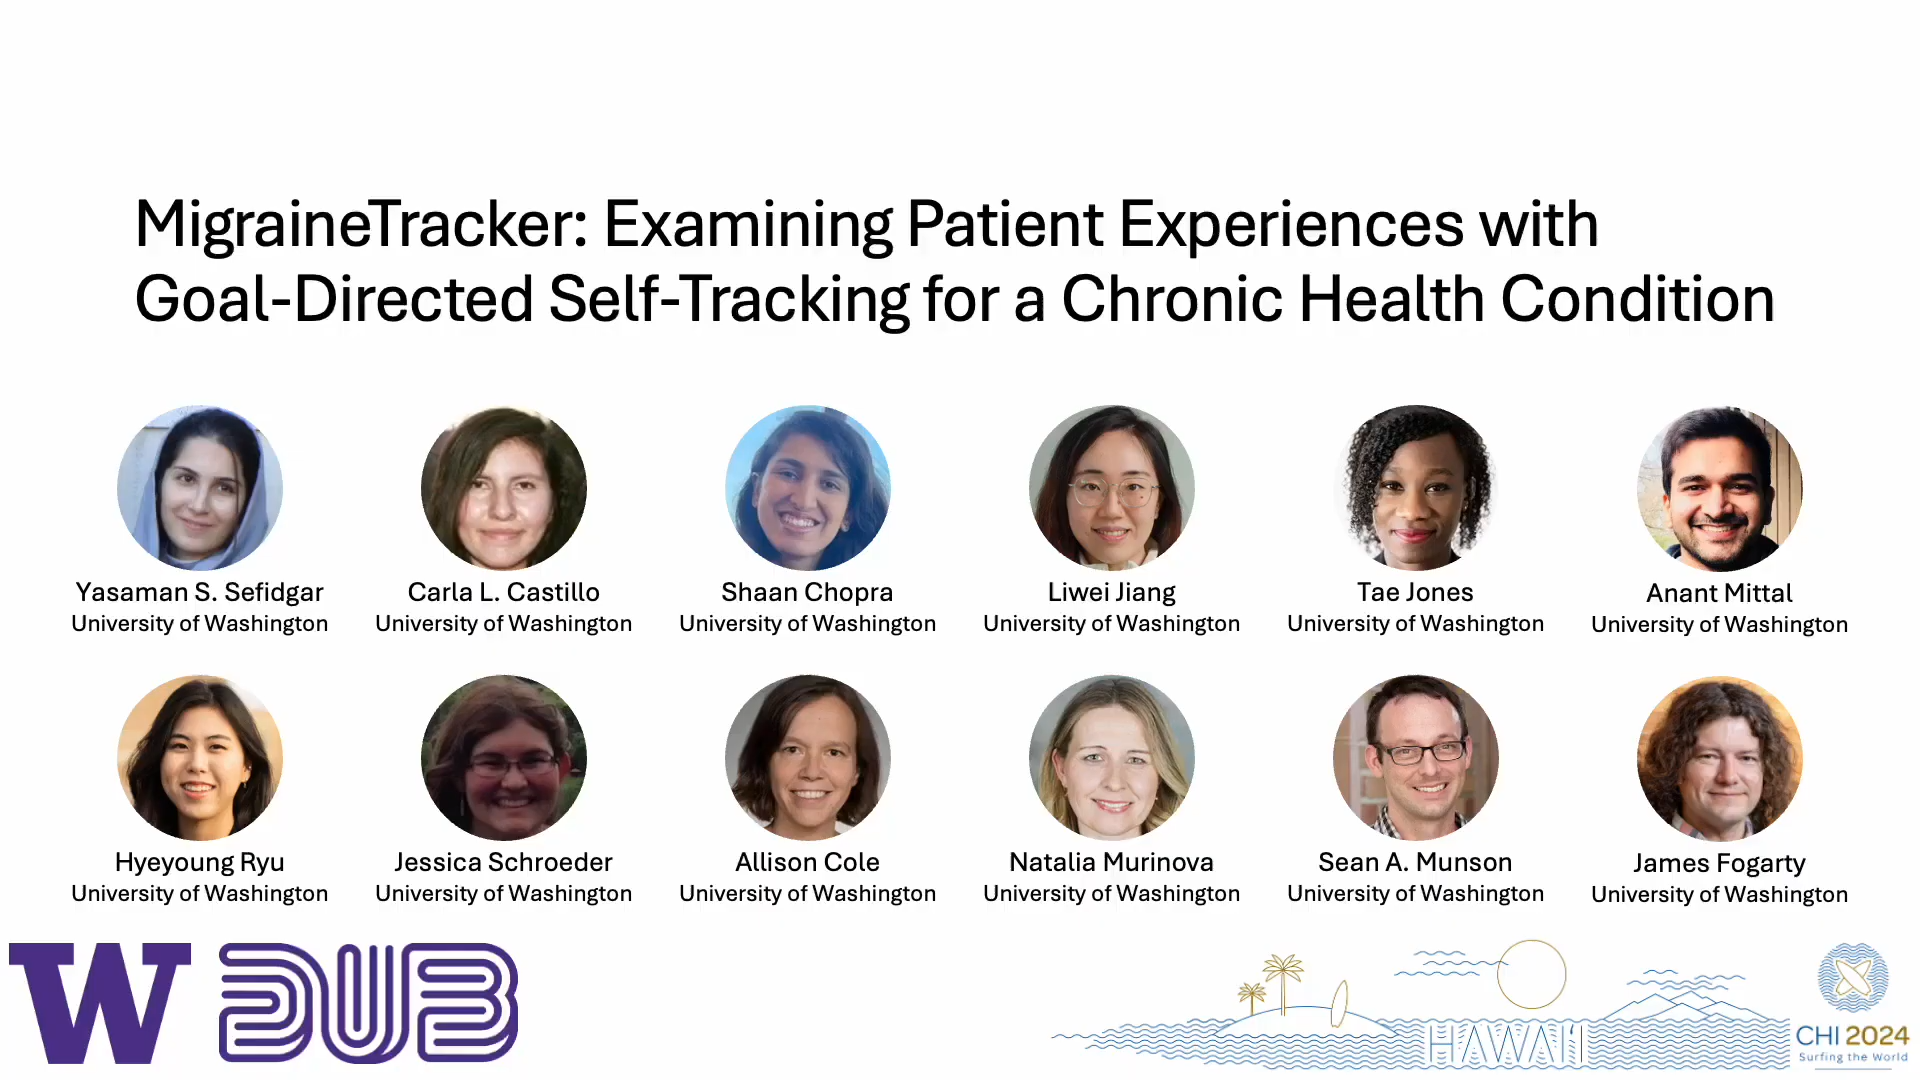 MigraineTracker: Examining Patient Experiences with
Goal-Directed Self-Tracking for a Chronic Health Condition
Yasaman S. Sefidgar
University of Washington
Carla L. Castillo
University of Washington
Shaan Chopra
University of Washington
Liwei Jiang
University of Washington
Tae Jones
University of Washington
Anant Mittal
University of Washington
Hyeyoung Ryu
University of Washington
Jessica Schroeder
University of Washington
Allison Cole
University of Washington
Natalia Murinova
University of Washington
Sean A. Munson
University of Washington
James Fogarty
University of Washington
W DUB
HAWAI'I
CHI 2024
Surfing the World